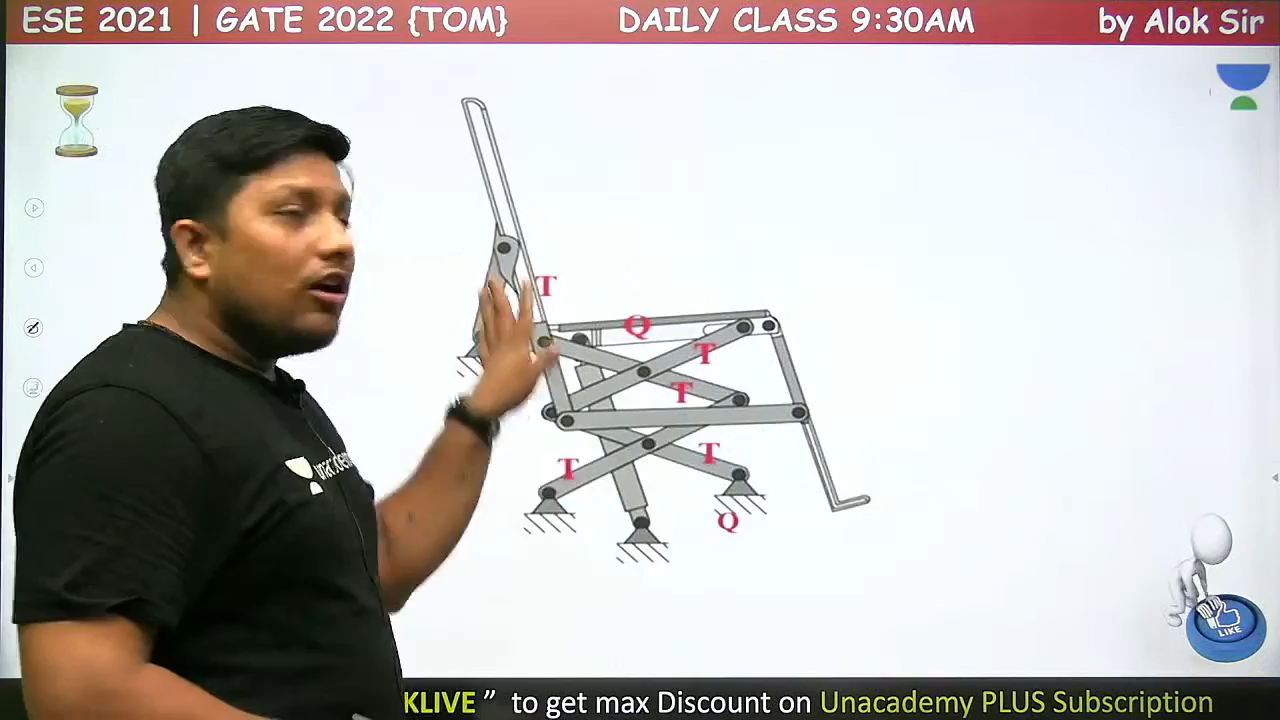 ESE 2021 | GATE 2022 {TOM} DAILY CLASS 9:30AM by Alok Sir
T
Q
T
T
T
T
Q
LIKE
KLIVE ” to get max Discount on Unacademy PLUS Subscription